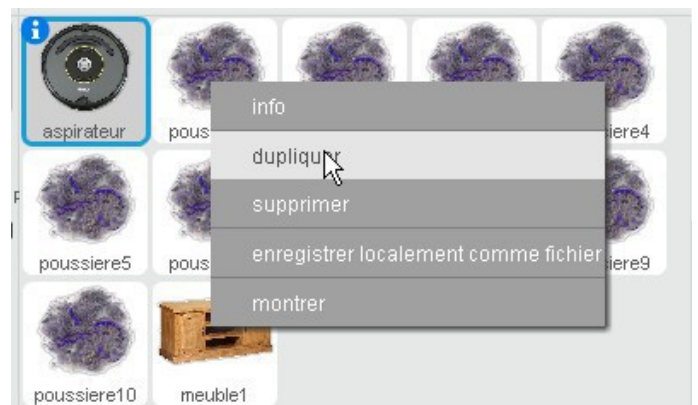 i
aspirateur
pous
iere4
info
dupliquer
supprimer
enregistrer localement comme fichier
montrer
poussiere5
pous
iere9
poussiere10
meuble1